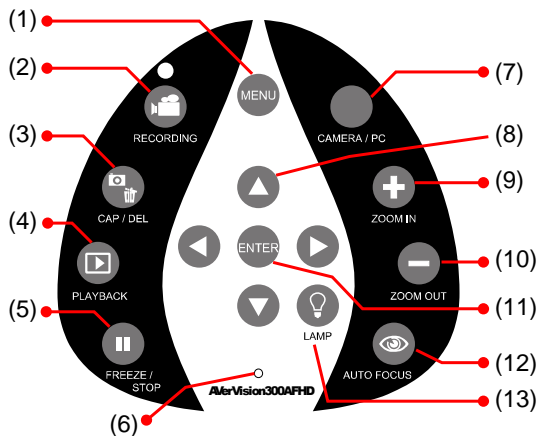 (1)
(2)
(3)
(4)
(5)
(6)
MENU
RECORDING
CAP / DEL
PLAYBACK
FREEZE /
STOP
ENTER
LAMP
AVerVision300AFHD
CAMERA / PC
ZOOM IN
ZOOM OUT
AUTO FOCUS
(7)
(8)
(9)
(10)
(11)
(12)
(13)